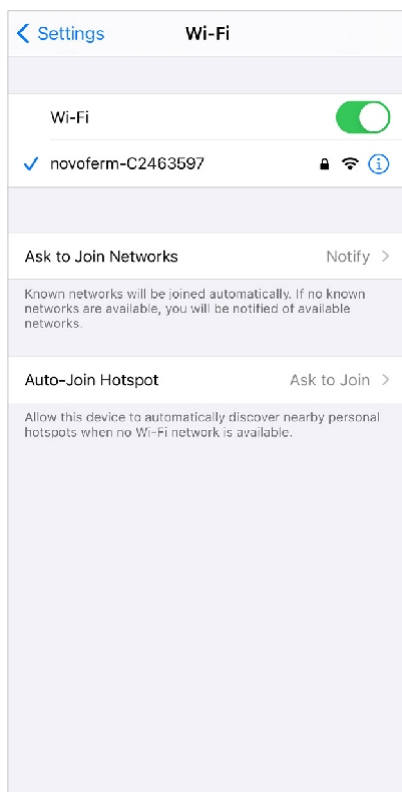 Settings
Wi-Fi
Wi-Fi
novoferm-C2463597
Ask to Join Networks Notify
Known networks will be joined automatically. If no known
networks are available, you will be notified of available
networks.
Auto-Join Hotspot Ask to Join
Allow this device to automatically discover nearby personal
hotspots when no Wi-Fi network is available.